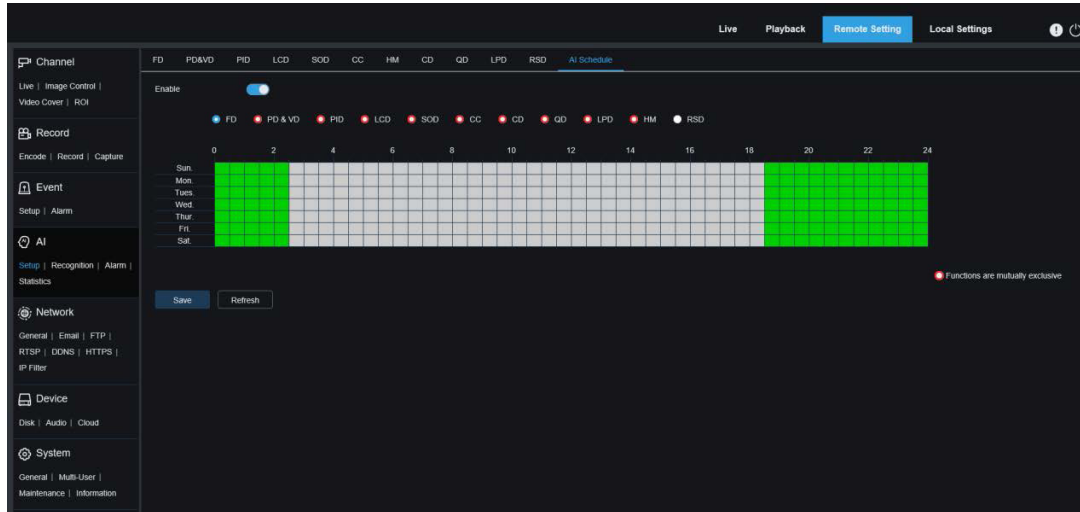 Live Playback Remote Setting Local Settings
Channel
Live | Image Control |
Video Cover | ROI
Record
Encode | Record | Capture
Event
Setup | Alarm
AI
Setup | Recognition | Alarm |
Statistics
Network
General | Email | FTP |
RTSP | DDNS | HTTPS |
IP Filter
Device
Disk | Audio | Cloud
System
General | Multi-User |
Maintenance | Information
FD PD&VD PID LCD SOD CC HM CD QD LPD RSD AI Schedule
Enable
FD PD & VD PID LCD SOD CC CD QD LPD HM RSD
0 2 4 6 8 10 12 14 16 18 20 22 24
Sun.
Mon.
Tues.
Wed.
Thur.
Fri.
Sat.
Functions are mutually exclusive
Save Refresh